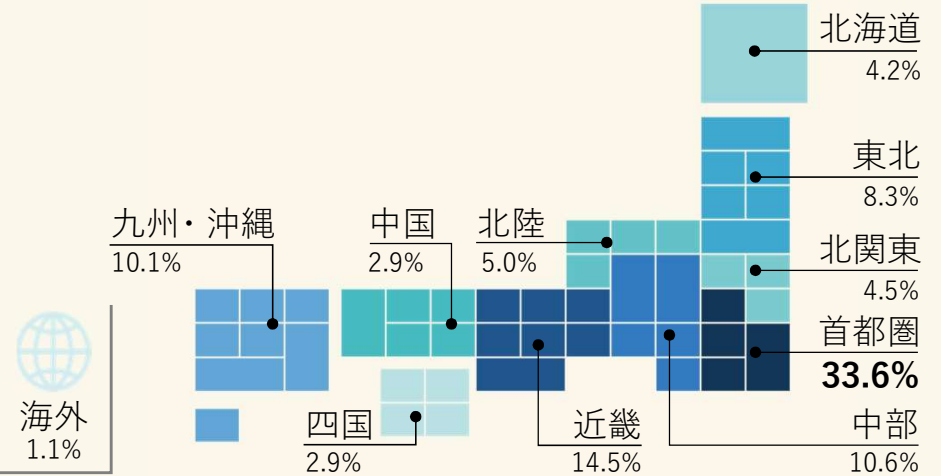 北海道
4.2%
東北
8.3%
九州・沖縄
10.1%
中国
2.9%
北陸
5.0%
北関東
4.5%
首都圏
33.6%
海外
1.1%
四国
2.9%
近畿
14.5%
中部
10.6%